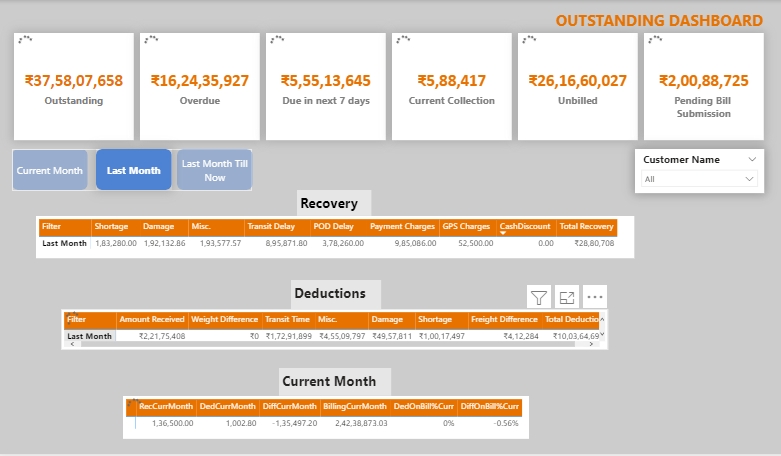 OUTSTANDING DASHBOARD
₹37,58,07,658 ₹16,24,35,927 ₹5,55,13,645 ₹5,88,417 ₹26,16,60,027 ₹2,00,88,725
Outstanding Overdue Due in next 7 days Current Collection Unbilled Pending Bill
Submission
Current Month Last Month Last Month Till
Now
Customer Name
All
Recovery
Filter Shortage Damage Misc. Transit Delay POD Delay Payment Charges GPS Charges CashDiscount Total Recovery
Last Month 1,83,280.00 1,92,132.86 1,93,577.57 8,95,871.80 3,78,260.00 9,85,086.00 52,500.00 0.00 ₹28,80,708
Deductions
Filter Amount Received Weight Difference Transit Time Misc. Damage Shortage Freight Difference Total Deductio
Last Month ₹2,21,75,408 ₹0 ₹1,72,91,899 ₹4,55,09,797 ₹49,57,811 ₹1,00,17,497 ₹4,12,284 ₹10,03,64,69
Current Month
RecCurrMonth DedCurrMonth DiffCurrMonth BillingCurrMonth DedOnBill%Curr DiffOnBill%Curr
1,36,500.00 1,002.80 -1,35,497.20 2,42,38,873.03 0% -0.56%